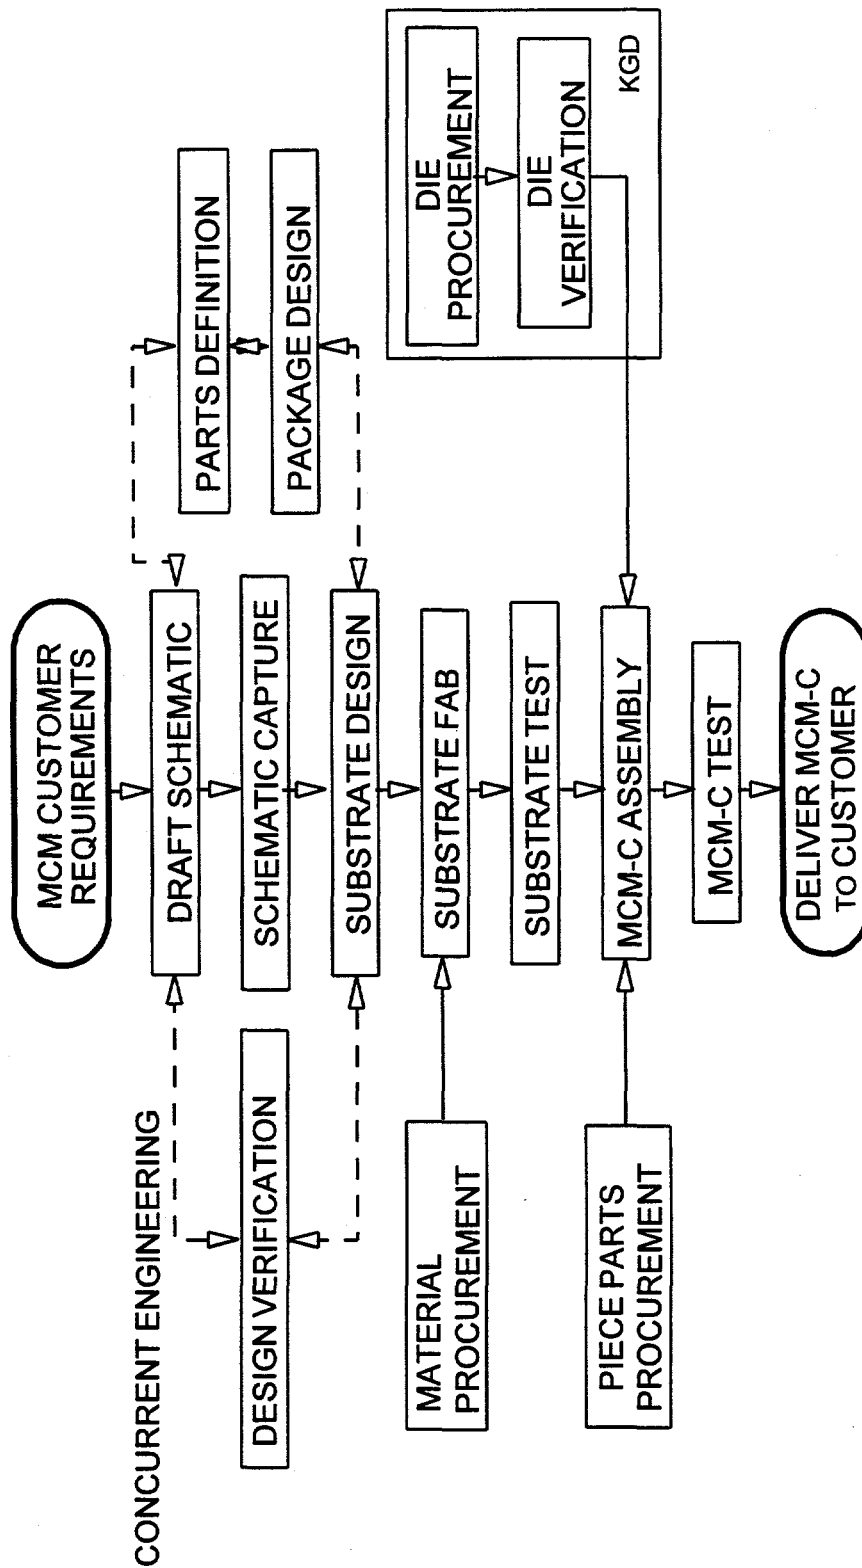 MCM CUSTOMER
REQUIREMENTS
CONCURRENT ENGINEERING
DRAFT SCHEMATIC
PARTS DEFINITION
DESIGN VERIFICATION
SCHEMATIC CAPTURE
PACKAGE DESIGN
SUBSTRATE DESIGN
MATERIAL
PROCUREMENT
SUBSTRATE FAB
DIE
PROCUREMENT
SUBSTRATE TEST
DIE
VERIFICATION
KGD
PIECE PARTS
PROCUREMENT
MCM-C ASSEMBLY
MCM-C TEST
DELIVER MCM-C
TO CUSTOMER